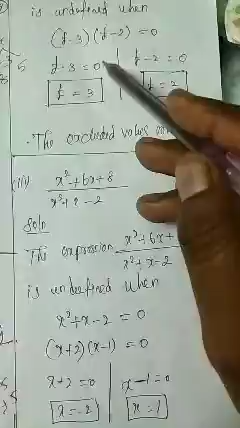 is undefined when
(t-3)(t-2) = 0
t-3 = 0 | t-2 = 0
t = 3 | t = 2
The excluded values
(iv) x²+6x+8 / x²+x-2
Soln
The expression x²+6x+ / x²+x-2
is undefined when
x²+x-2 = 0
(x+2)(x-1) = 0
x+2 = 0 | x-1 = 0
x = -2 | x = 1